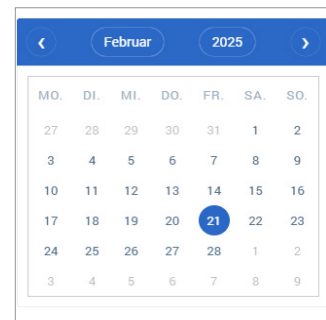 ‹ Februar 2025 ›
MO. DI. MI. DO. FR. SA. SO.
27 28 29 30 31 1 2
3 4 5 6 7 8 9
10 11 12 13 14 15 16
17 18 19 20 21 22 23
24 25 26 27 28 1 2
3 4 5 6 7 8 9